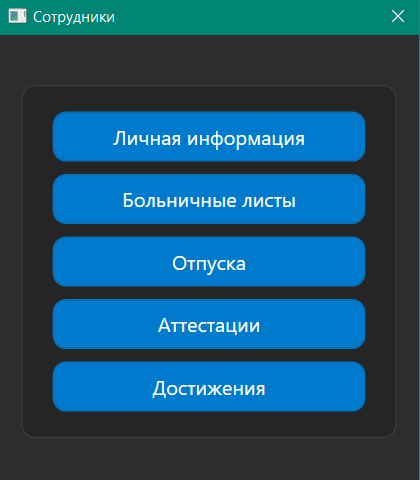 Сотрудники
Личная информация
Больничные листы
Отпуска
Аттестации
Достижения